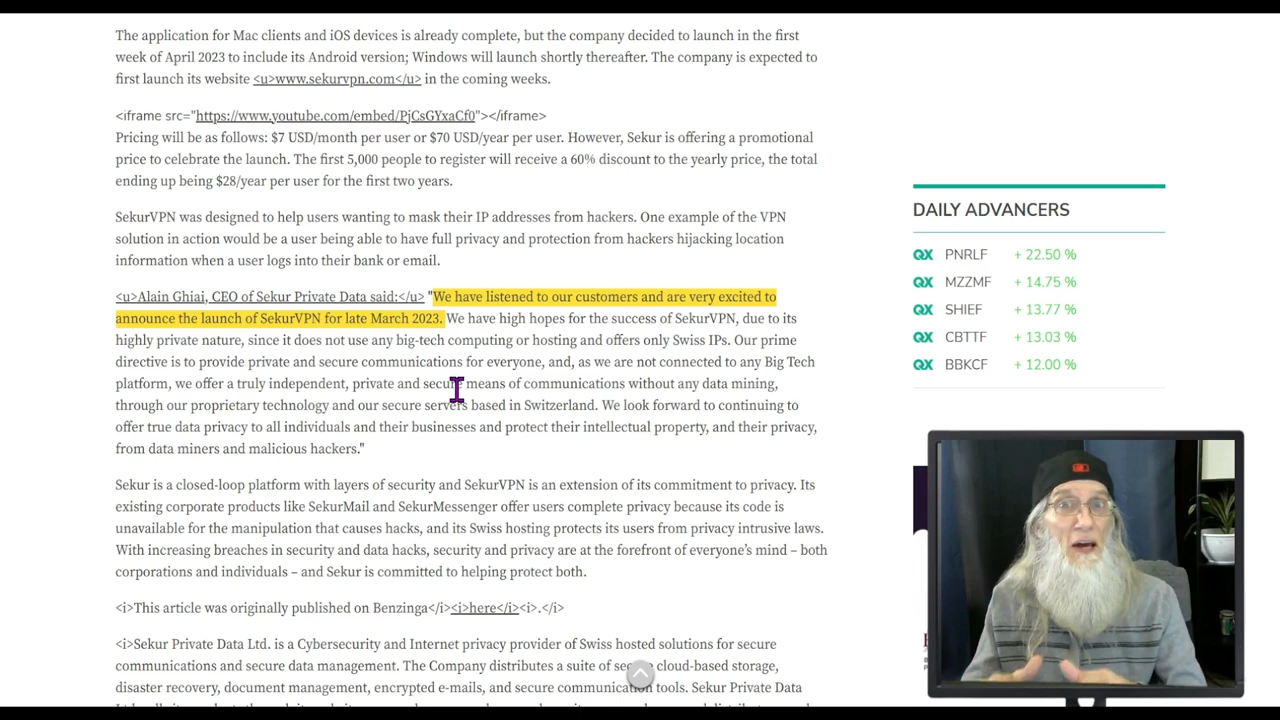 The application for Mac clients and iOS devices is already complete, but the company decided to launch in the first
week of April 2023 to include its Android version; Windows will launch shortly thereafter. The company is expected to
first launch its website <u>www.sekurvpn.com</u> in the coming weeks.
<iframe src="https://www.youtube.com/embed/PjCsGYxaCf0"></iframe>
Pricing will be as follows: $7 USD/month per user or $70 USD/year per user. However, Sekur is offering a promotional
price to celebrate the launch. The first 5,000 people to register will receive a 60% discount to the yearly price, the total
ending up being $28/year per user for the first two years.
SekurVPN was designed to help users wanting to mask their IP addresses from hackers. One example of the VPN
solution in action would be a user being able to have full privacy and protection from hackers hijacking location
information when a user logs into their bank or email.
<u>Alain Ghiai, CEO of Sekur Private Data said:</u> "We have listened to our customers and are very excited to
announce the launch of SekurVPN for late March 2023. We have high hopes for the success of SekurVPN, due to its
highly private nature, since it does not use any big-tech computing or hosting and offers only Swiss IPs. Our prime
directive is to provide private and secure communications for everyone, and, as we are not connected to any Big Tech
platform, we offer a truly independent, private and secure means of communications without any data mining,
through our proprietary technology and our secure servers based in Switzerland. We look forward to continuing to
offer true data privacy to all individuals and their businesses and protect their intellectual property, and their privacy,
from data miners and malicious hackers."
Sekur is a closed-loop platform with layers of security and SekurVPN is an extension of its commitment to privacy. Its
existing corporate products like SekurMail and SekurMessenger offer users complete privacy because its code is
unavailable for the manipulation that causes hacks, and its Swiss hosting protects its users from privacy intrusive laws.
With increasing breaches in security and data hacks, security and privacy are at the forefront of everyone's mind – both
corporations and individuals – and Sekur is committed to helping protect both.
<i>This article was originally published on Benzinga</i><i>here</i><i>.</i>
<i>Sekur Private Data Ltd. is a Cybersecurity and Internet privacy provider of Swiss hosted solutions for secure
communications and secure data management. The Company distributes a suite of secure cloud-based storage,
disaster recovery, document management, encrypted e-mails, and secure communication tools. Sekur Private Data
DAILY ADVANCERS
QX PNRLF + 22.50 %
QX MZZMF + 14.75 %
QX SHIEF + 13.77 %
QX CBTTF + 13.03 %
QX BBKCF + 12.00 %